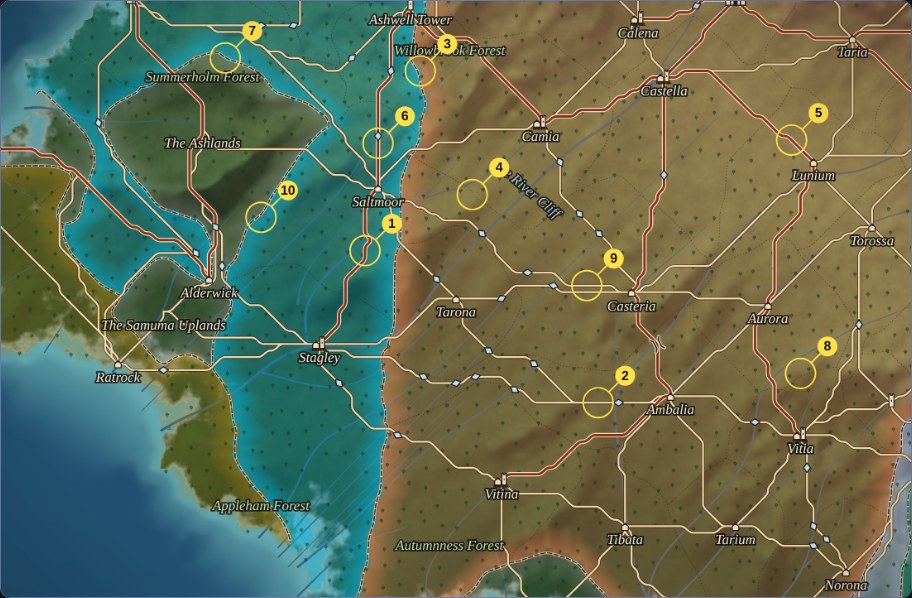 Ashwell Tower
7
Calena
3
Willowbrook Forest
Taria
Summerholm Forest
Castella
6
5
Camia
The Ashlands
4
Lunium
10
River Cliff
Saltmoor
1
Torossa
9
Alderwick
Tarona
Casteria
The Samuma Uplands
Aurora
8
Stagley
2
Ratrock
Ambalia
Vitia
Vitina
Appleham Forest
Tibata
Tarium
Autumnness Forest
Norona